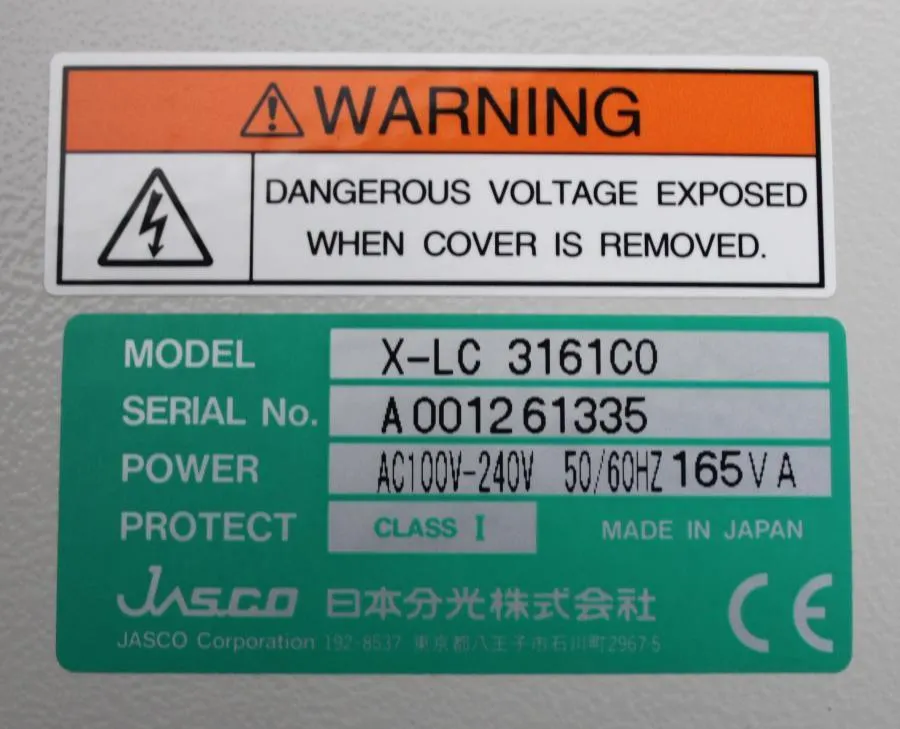 WARNING
DANGEROUS VOLTAGE EXPOSED
WHEN COVER IS REMOVED.
MODEL X-LC 3161CO
SERIAL No. A001261335
POWER AC100V-240V 50/60HZ 165VA
PROTECT CLASS I MADE IN JAPAN
JASCO 日本分光株式会社 CE
JASCO Corporation 192-8537 東京都八王子市石川町2967-5